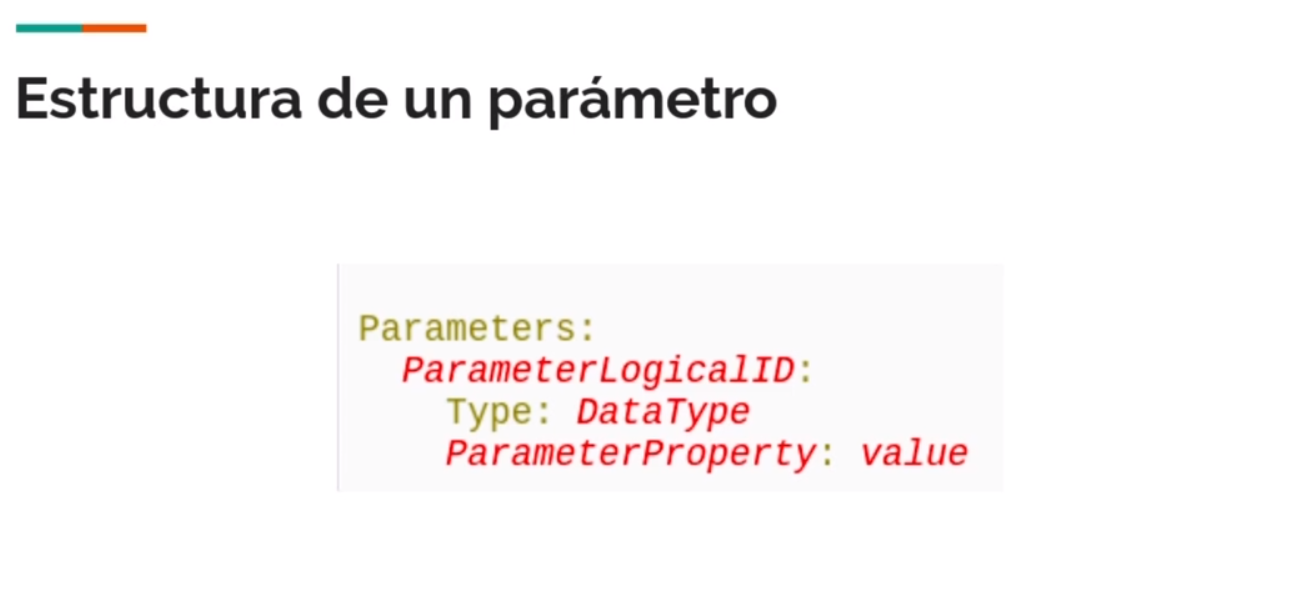 Estructura de un parámetro
Parameters:
ParameterLogicalID:
Type: DataType
ParameterProperty: value